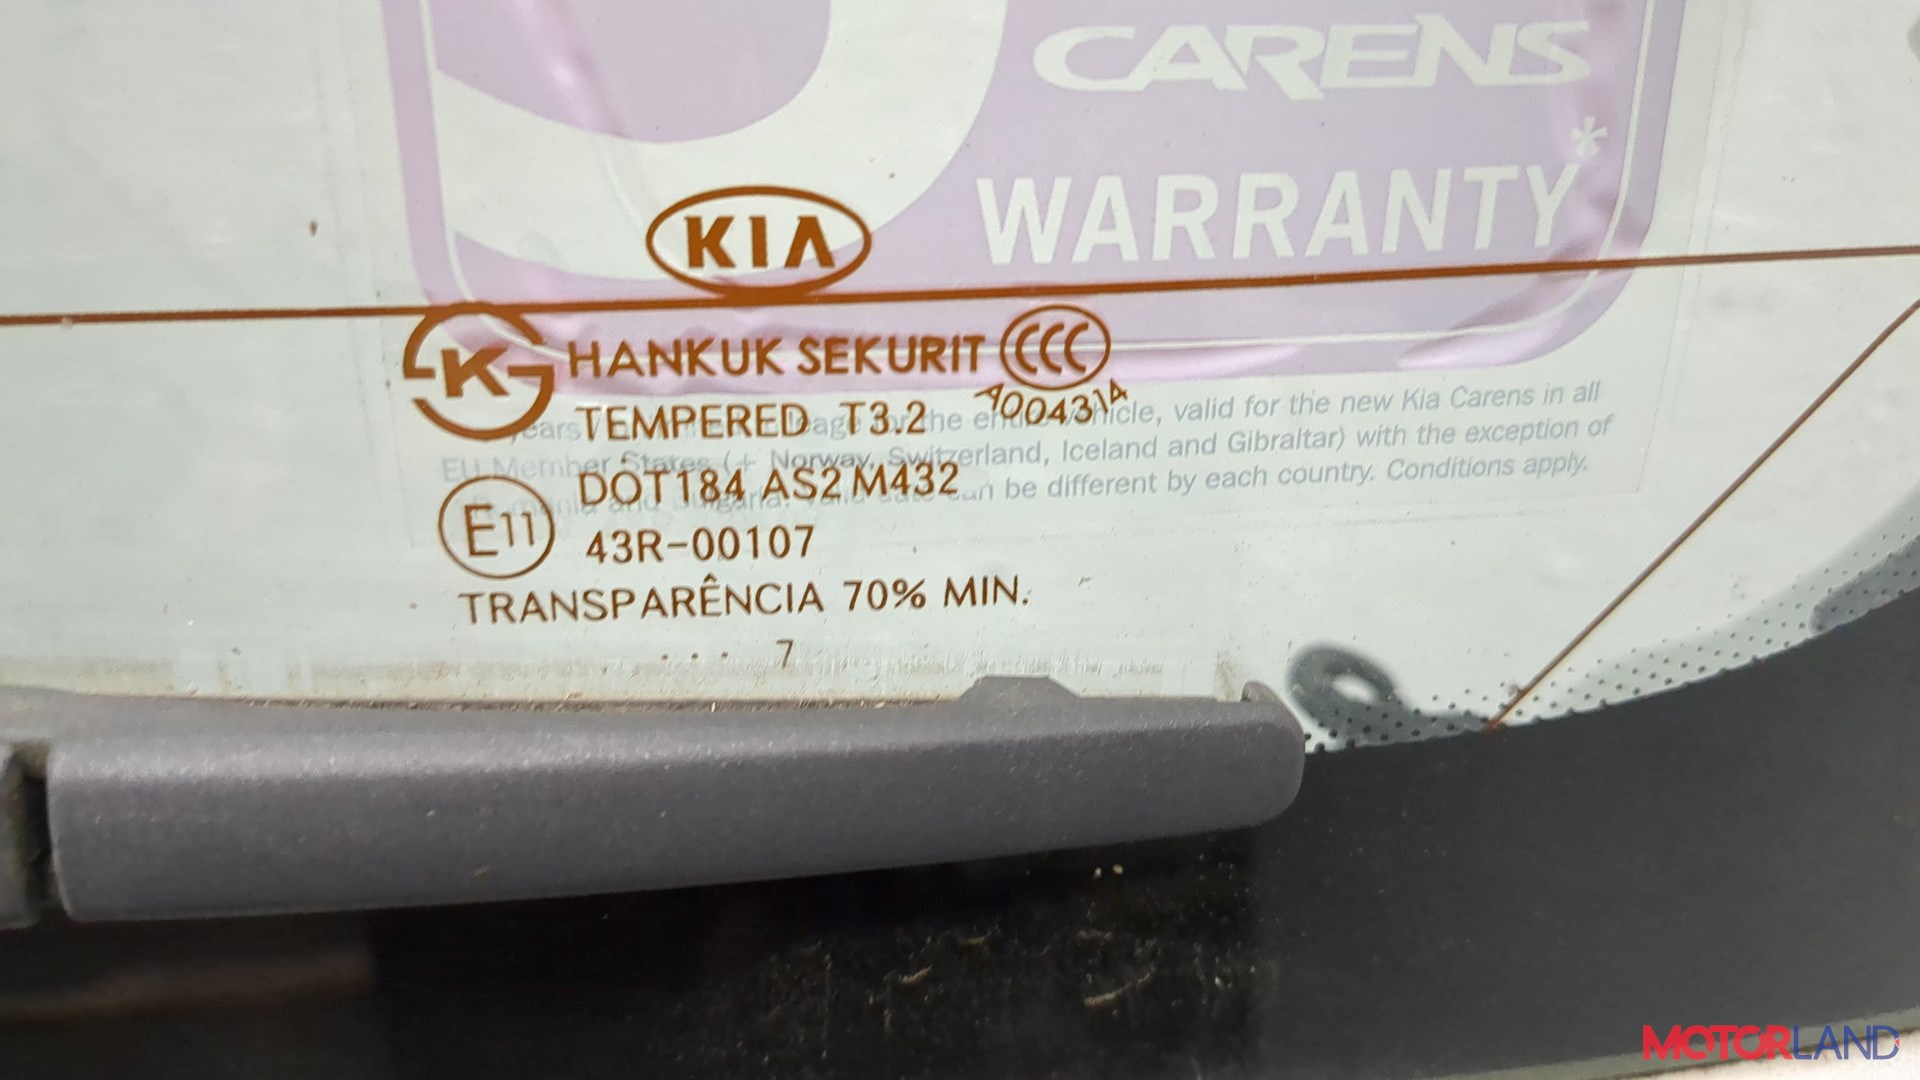 CARENS
WARRANTY*
KIA
K HANKUK SEKURIT CCC
A004314
TEMPERED T3.2
the entire vehicle, valid for the new Kia Carens in all
EU Member States (+ Norway, Switzerland, Iceland and Gibraltar) with the exception of
can be different by each country. Conditions apply.
DOT184 AS2 M432
E11 43R-00107
TRANSPARÊNCIA 70% MIN.
. . . 7
MOTORLAND